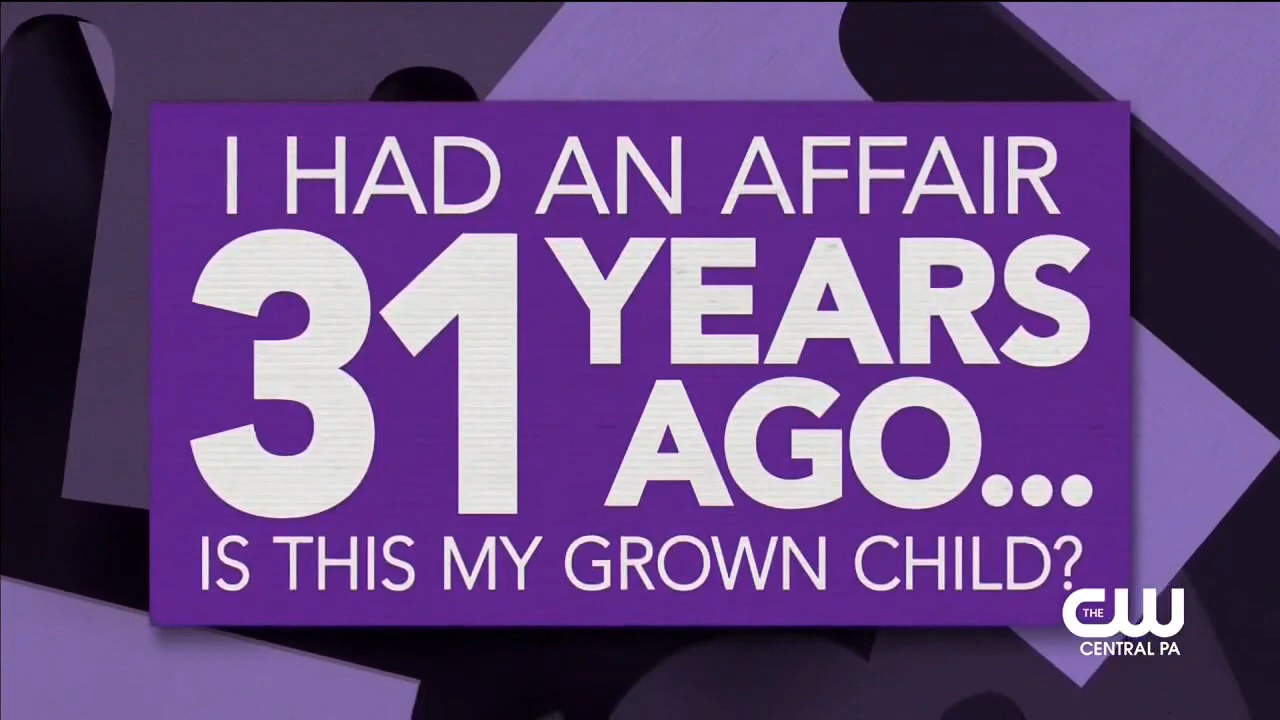 I HAD AN AFFAIR
31 YEARS
AGO...
IS THIS MY GROWN CHILD?
THE CW
CENTRAL PA